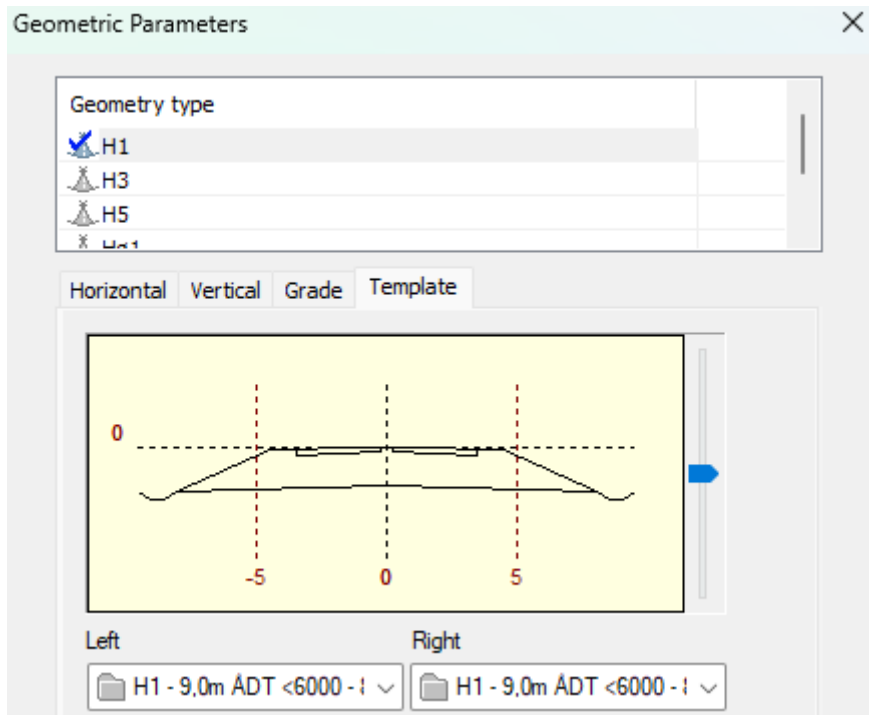 Geometric Parameters
Geometry type
H1
H3
H5
Hø1
Horizontal Vertical Grade Template
0
-5 0 5
Left Right
H1 - 9,0m ÅDT <6000 - H1 - 9,0m ÅDT <6000 -